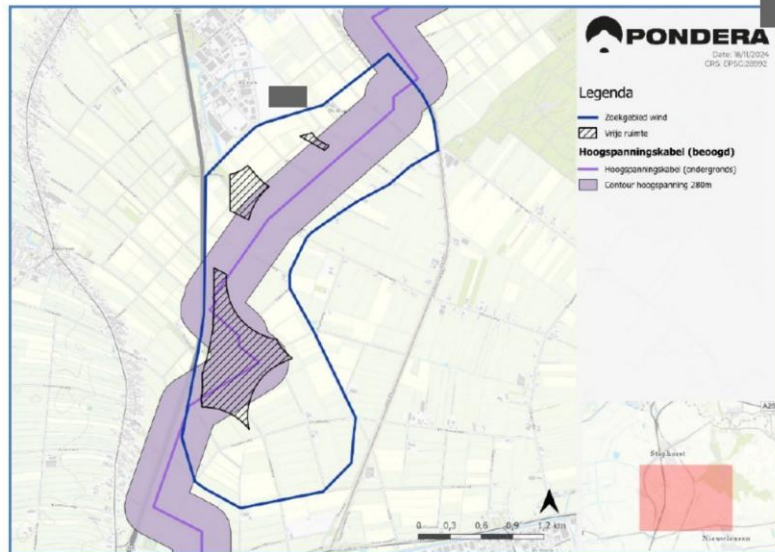 PONDERA
Date: 18/11/2024
CRS: EPSG:28992
Legenda
Zoekgebied wind
Vrije ruimte
Hoogspanningskabel (beoogd)
Hoogspanningskabel (ondergronds)
Contour hoogspanning 280m
0 0,3 0,6 0,9 1,2 km
Staphorst
Nieuwleusen